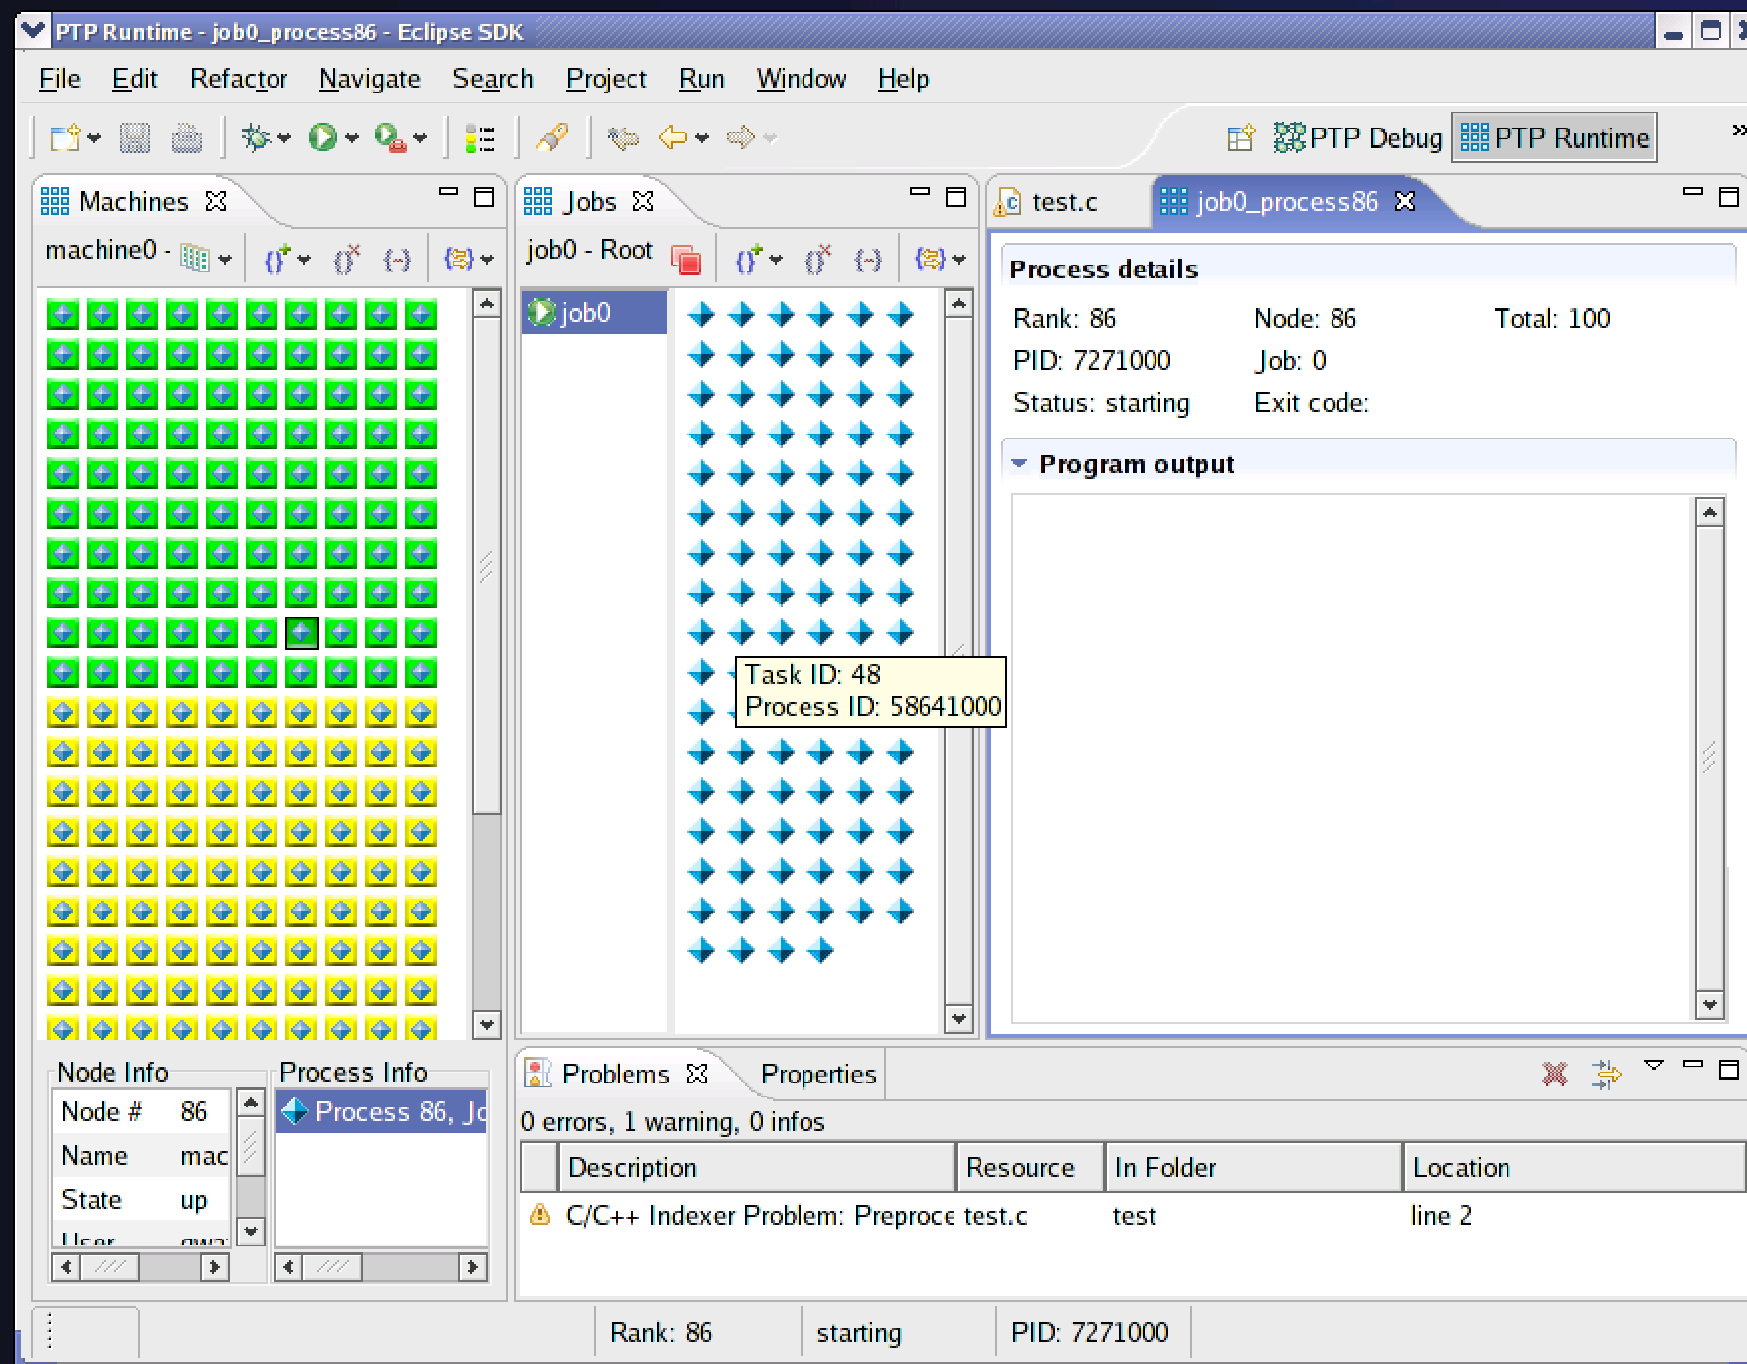 PTP Runtime - job0_process86 - Eclipse SDK
File Edit Refactor Navigate Search Project Run Window Help
PTP Debug PTP Runtime »
Machines
machine0 -
Jobs
job0 - Root
job0
Task ID: 48
Process ID: 58641000
test.c job0_process86
Process details
Rank: 86 Node: 86 Total: 100
PID: 7271000 Job: 0
Status: starting Exit code:
Program output
Node Info
Node # 86
Name mac
State up
User
Process Info
Process 86, Jo
Problems Properties
0 errors, 1 warning, 0 infos
Description Resource In Folder Location
C/C++ Indexer Problem: Preproce test.c test line 2
Rank: 86 starting PID: 7271000